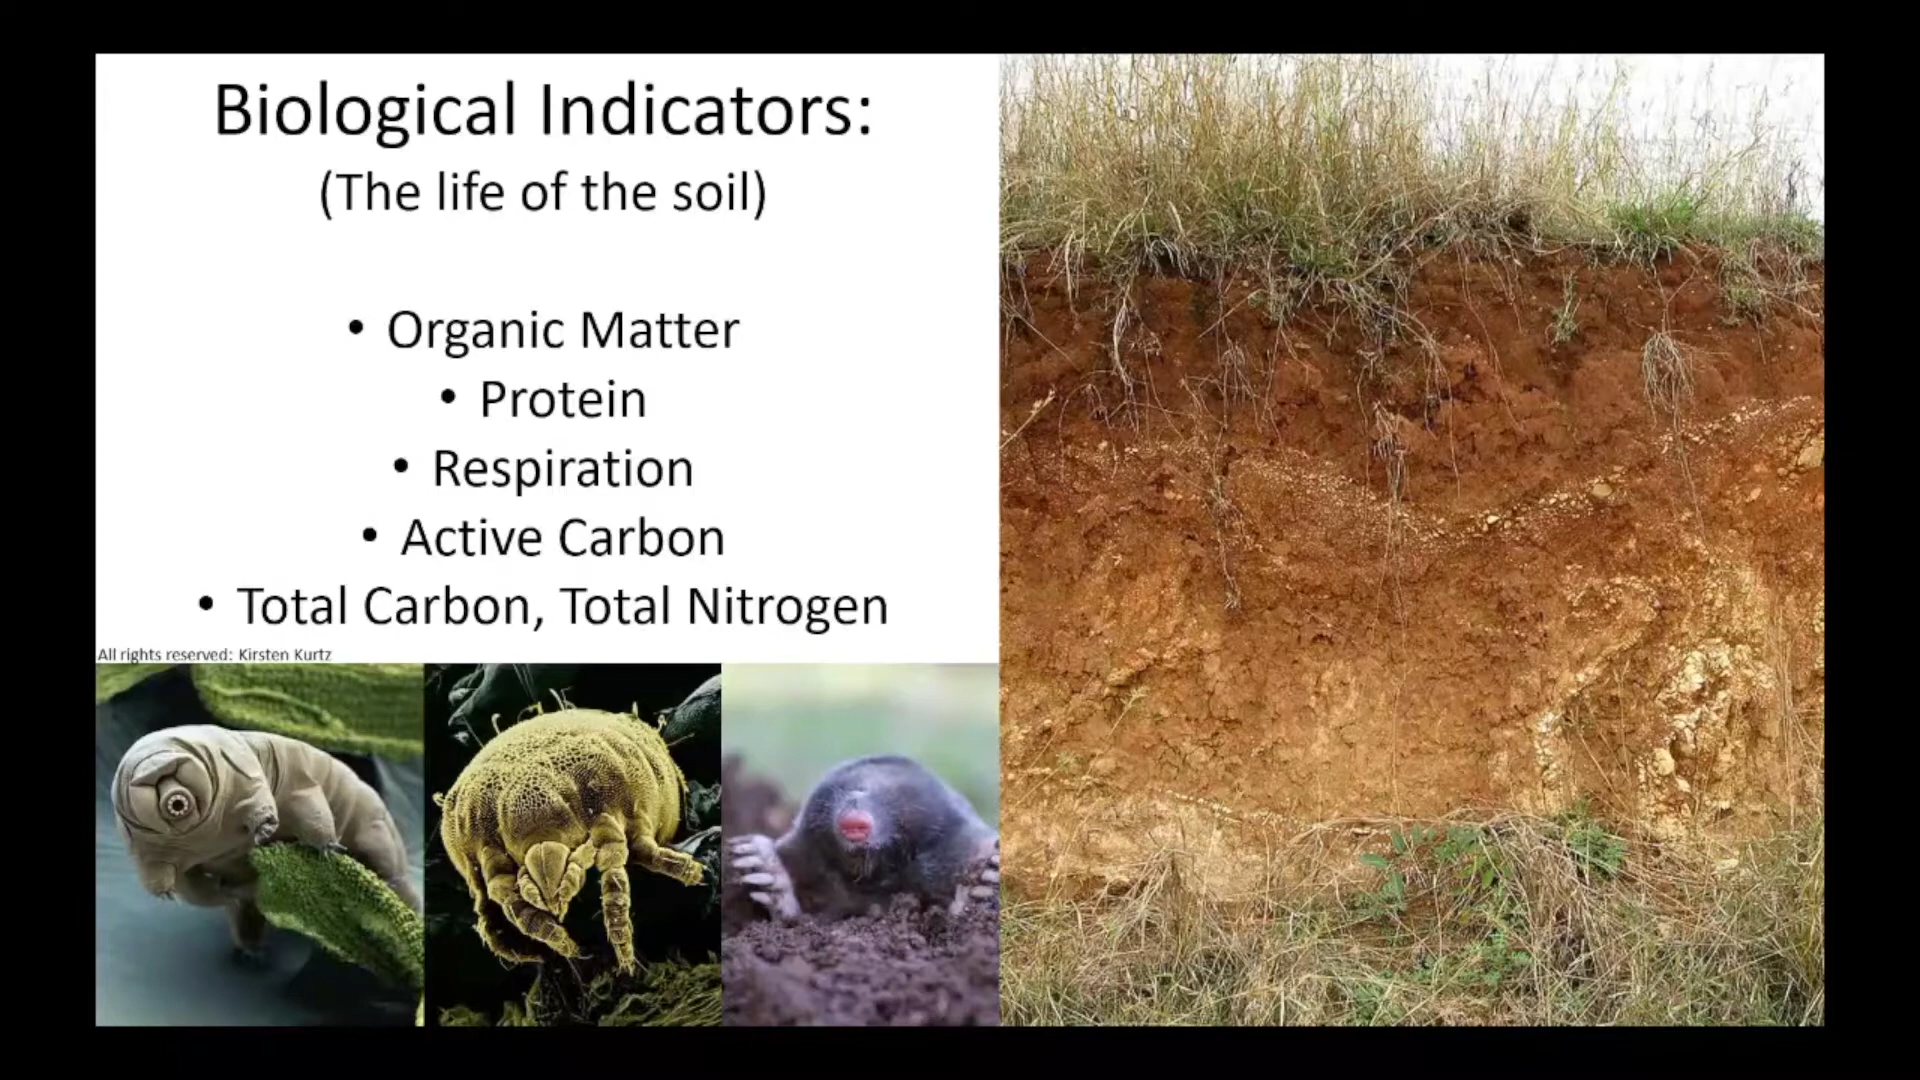 Biological Indicators:
(The life of the soil)
• Organic Matter
• Protein
• Respiration
• Active Carbon
• Total Carbon, Total Nitrogen
All rights reserved: Kirsten Kurtz